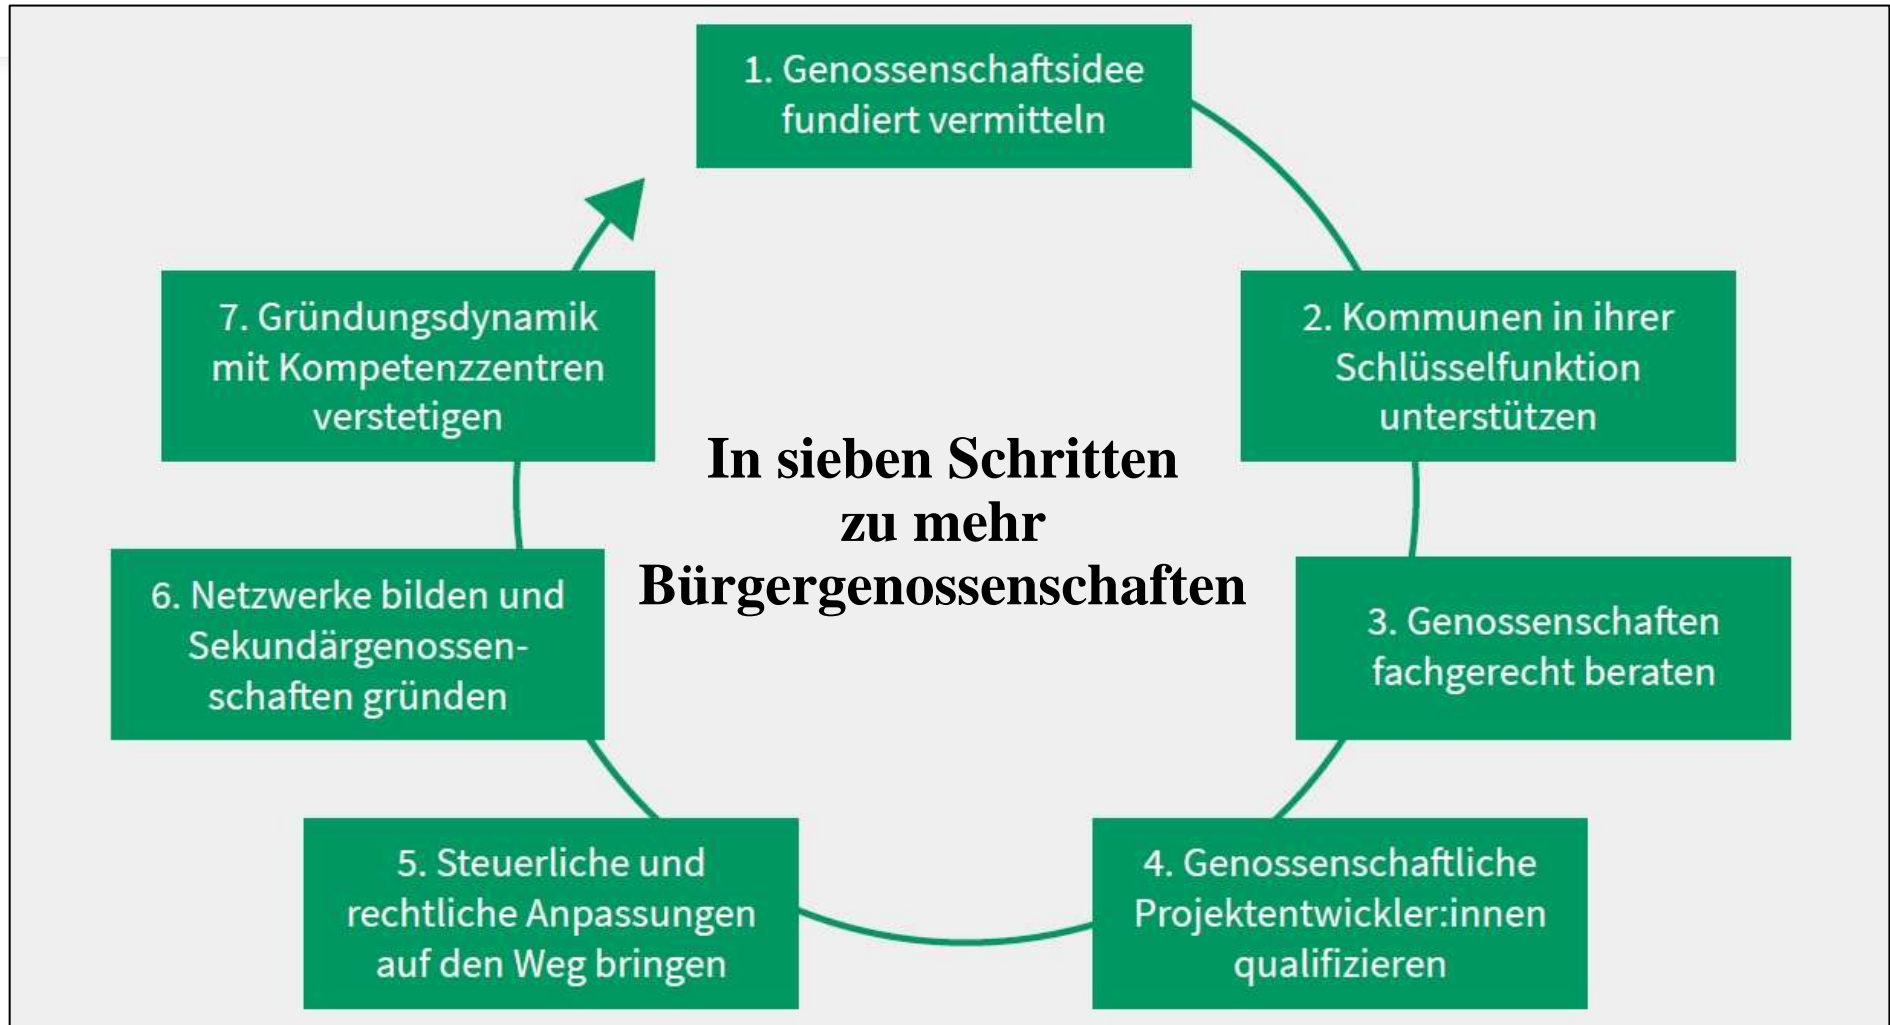 1. Genossenschaftsidee
fundiert vermitteln
2. Kommunen in ihrer
Schlüsselfunktion
unterstützen
3. Genossenschaften
fachgerecht beraten
4. Genossenschaftliche
Projektentwickler:innen
qualifizieren
5. Steuerliche und
rechtliche Anpassungen
auf den Weg bringen
6. Netzwerke bilden und
Sekundärgenossen-
schaften gründen
7. Gründungsdynamik
mit Kompetenzzentren
verstetigen
In sieben Schritten
zu mehr
Bürgergenossenschaften